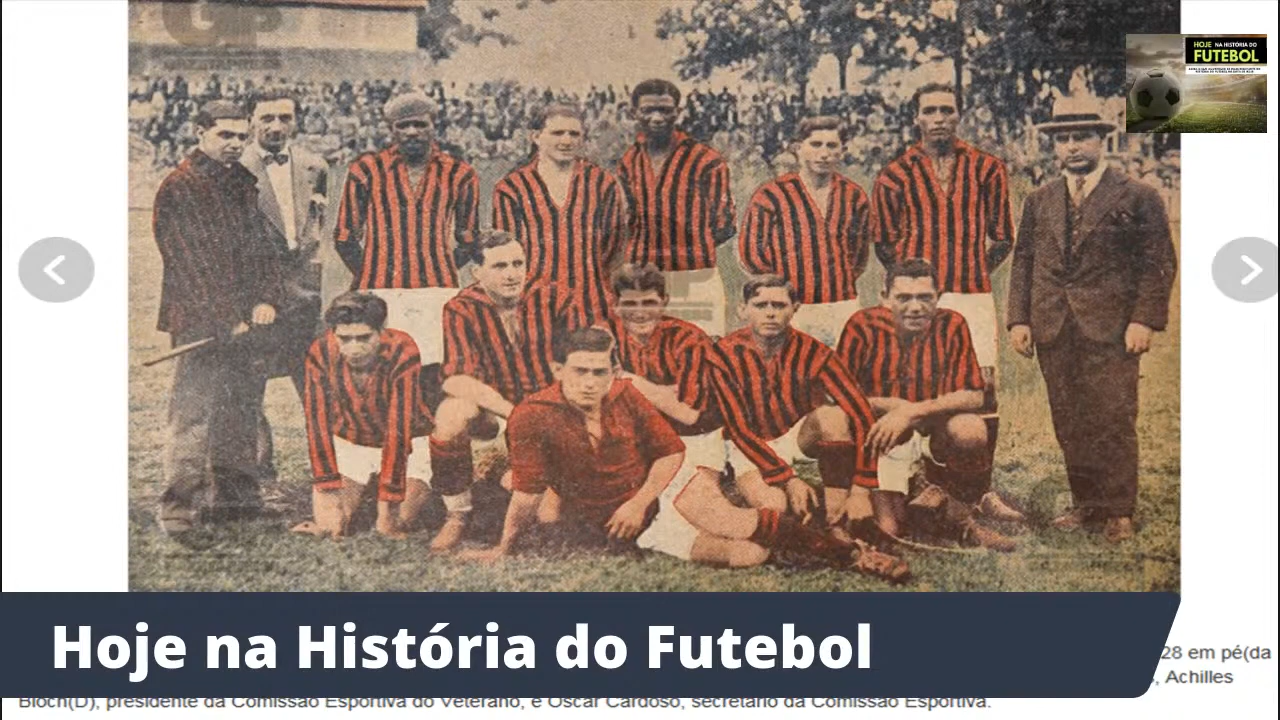 HOJE NA HISTÓRIA DO
FUTEBOL
Hoje na História do Futebol
28 em pé(da
, Achilles
Bloch(D), presidente da Comissão Esportiva do Veterano, e Oscar Cardoso, secretário da Comissão Esportiva.